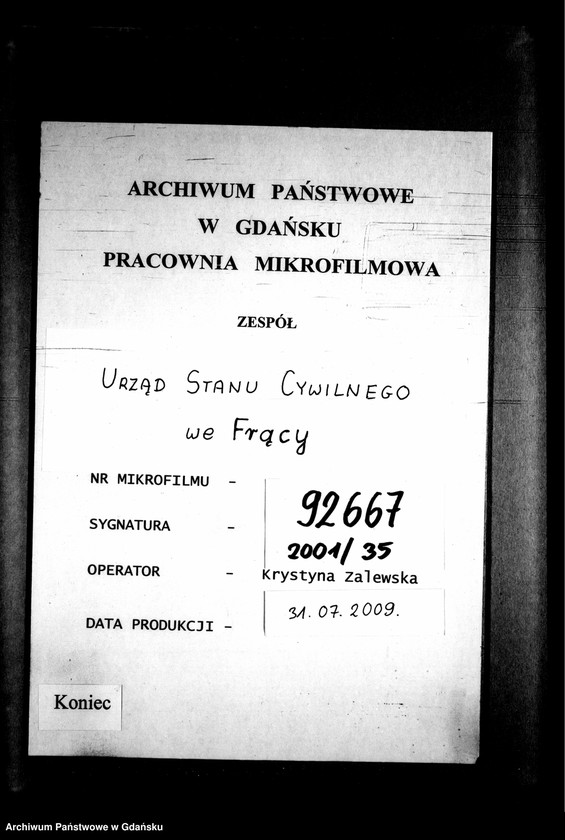 ARCHIWUM PAŃSTWOWE
W GDAŃSKU
PRACOWNIA MIKROFILMOWA
ZESPÓŁ
URZĄD STANU CYWILNEGO
we Frący
NR MIKROFILMU - 92667
SYGNATURA - 2001/35
OPERATOR - Krystyna Zalewska
DATA PRODUKCJI - 31.07.2009.
Koniec
Archiwum Państwowe w Gdańsku